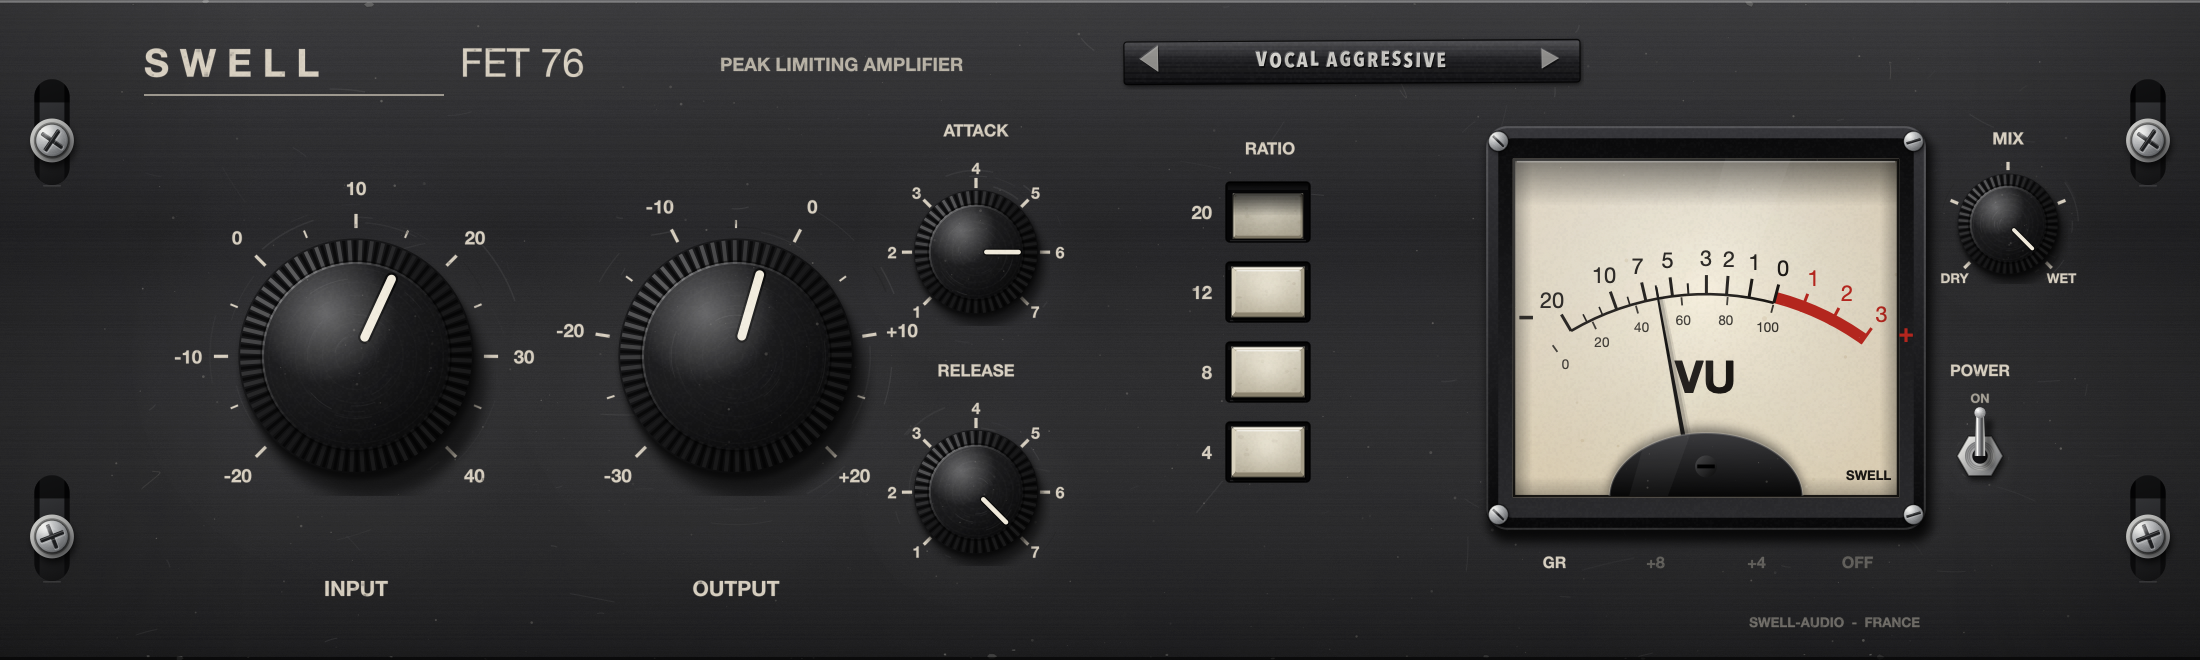 SWELL
FET 76
PEAK LIMITING AMPLIFIER
VOCAL AGGRESSIVE
-20
-10
0
10
20
30
40
INPUT
-30
-20
-10
0
+10
+20
OUTPUT
ATTACK
1
2
3
4
5
6
7
RELEASE
1
2
3
4
5
6
7
RATIO
20
12
8
4
- 20 10 7 5 3 2 1 0 1 2 3 +
0 20 40 60 80 100
VU
SWELL
GR +8 +4 OFF
MIX
DRY WET
POWER
ON
SWELL-AUDIO - FRANCE